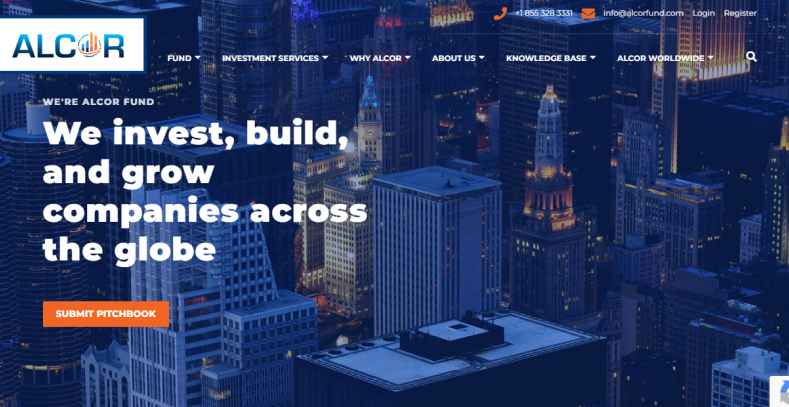 +1 855 328 3331 info@alcorfund.com Login Register
ALCOR
FUND INVESTMENT SERVICES WHY ALCOR ABOUT US KNOWLEDGE BASE ALCOR WORLDWIDE
WE'RE ALCOR FUND
We invest, build,
and grow
companies across
the globe
SUBMIT PITCHBOOK